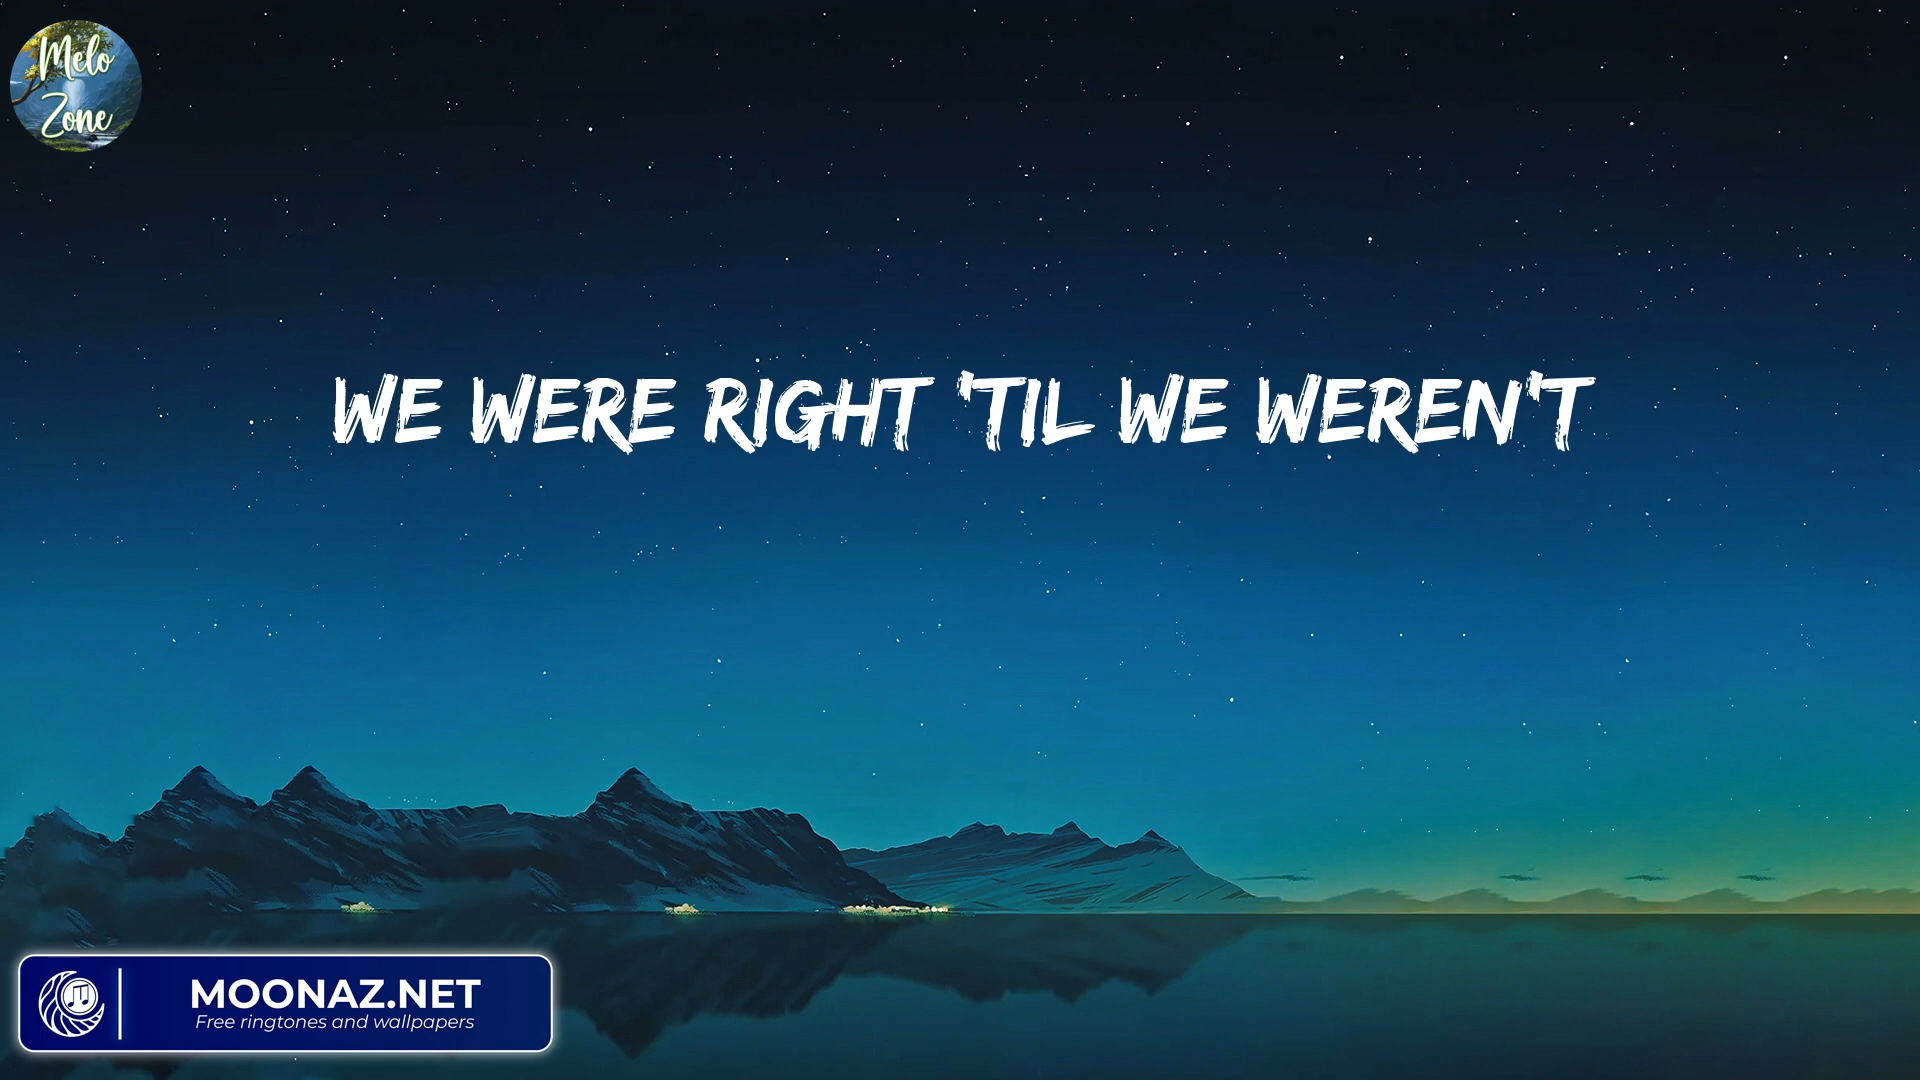 Melo
Zone
WE WERE RIGHT 'TIL WE WEREN'T
MOONAZ.NET
Free ringtones and wallpapers